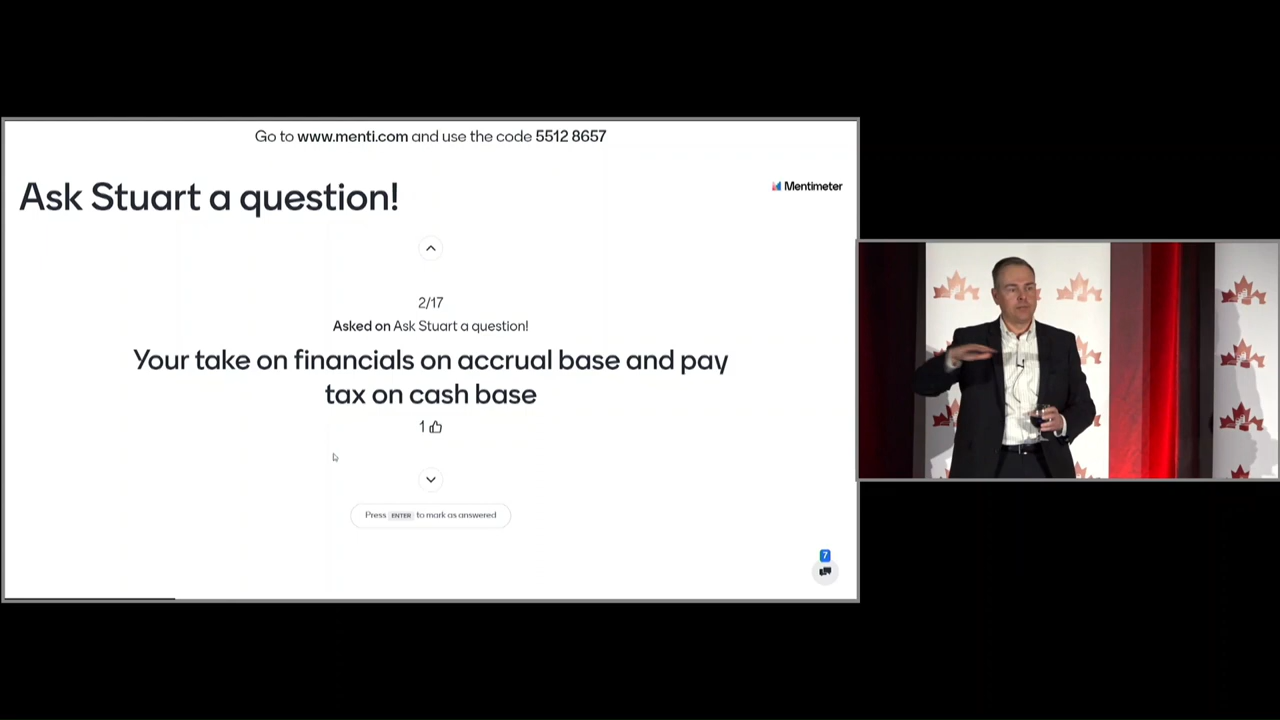 Go to www.menti.com and use the code 5512 8657
Ask Stuart a question!
Mentimeter
2/17
Asked on Ask Stuart a question!
Your take on financials on accrual base and pay
tax on cash base
1
Press ENTER to mark as answered
7